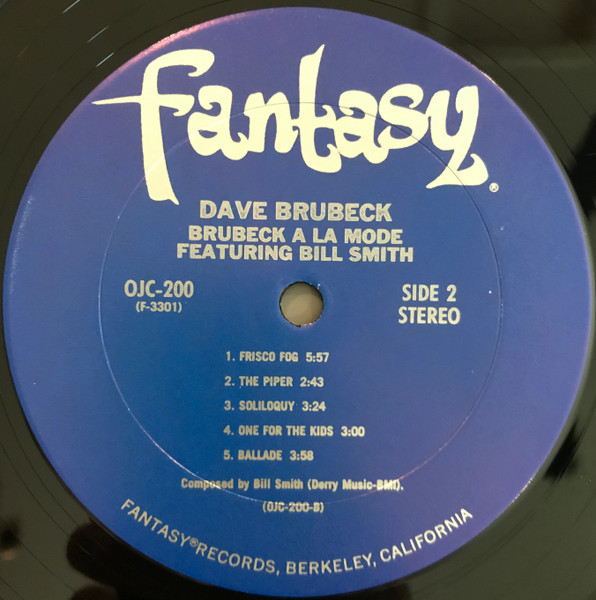 fantasy®
DAVE BRUBECK
BRUBECK A LA MODE
FEATURING BILL SMITH
OJC-200
(F-3301)
SIDE 2
STEREO
1. FRISCO FOG 5:57
2. THE PIPER 2:43
3. SOLILOQUY 3:24
4. ONE FOR THE KIDS 3:00
5. BALLADE 3:58
Composed by Bill Smith (Derry Music-BMI).
(OJC-200-B)
FANTASY® RECORDS, BERKELEY, CALIFORNIA